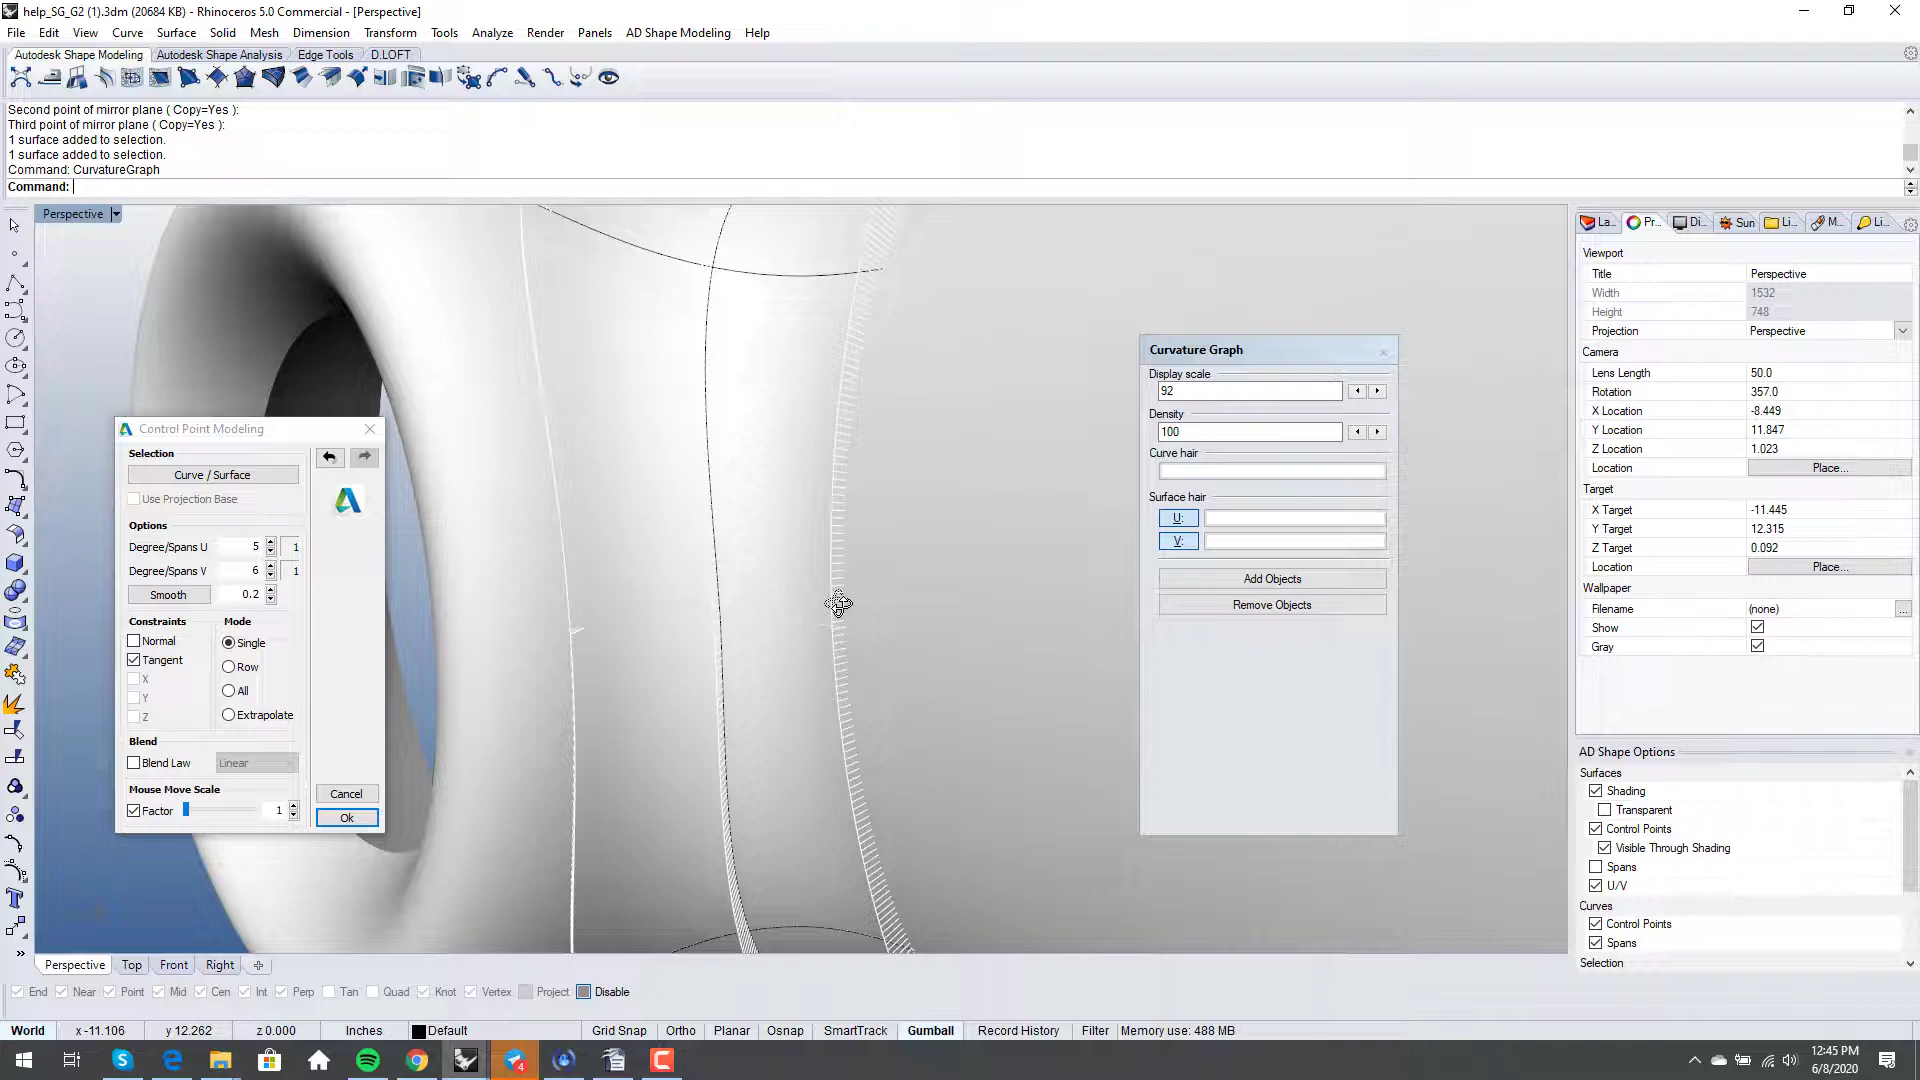 help_SG_G2 (1).3dm (20684 KB) - Rhinoceros 5.0 Commercial - [Perspective]
File Edit View Curve Surface Solid Mesh Dimension Transform Tools Analyze Render Panels AD Shape Modeling Help
Autodesk Shape Modeling Autodesk Shape Analysis Edge Tools D.LOFT
Second point of mirror plane ( Copy=Yes ):
Third point of mirror plane ( Copy=Yes ):
1 surface added to selection.
1 surface added to selection.
Command: CurvatureGraph
Command:
Perspective
Control Point Modeling
Selection
Curve / Surface
Use Projection Base
Options
Degree/Spans U 5 1
Degree/Spans V 6 1
Smooth 0.2
Constraints Mode
Normal Single
Tangent Row
X
Y All
Z Extrapolate
Blend
Blend Law Linear
Mouse Move Scale
Factor 1
Cancel
Ok
Curvature Graph
Display scale
92
Density
100
Curve hair
Surface hair
U:
V:
Add Objects
Remove Objects
La... Pr... Di... Sun Li... M... Li...
Viewport
Title Perspective
Width 1532
Height 748
Projection Perspective
Camera
Lens Length 50.0
Rotation 357.0
X Location -8.449
Y Location 11.847
Z Location 1.023
Location Place...
Target
X Target -11.445
Y Target 12.315
Z Target 0.092
Location Place...
Wallpaper
Filename (none) ...
Show
Gray
AD Shape Options
Surfaces
Shading
Transparent
Control Points
Visible Through Shading
Spans
U/V
Curves
Control Points
Spans
Selection
Perspective Top Front Right
End Near Point Mid Cen Int Perp Tan Quad Knot Vertex Project Disable
World x -11.106 y 12.262 z 0.000 Inches Default Grid Snap Ortho Planar Osnap SmartTrack Gumball Record History Filter Memory use: 488 MB
4
12:45 PM
6/8/2020